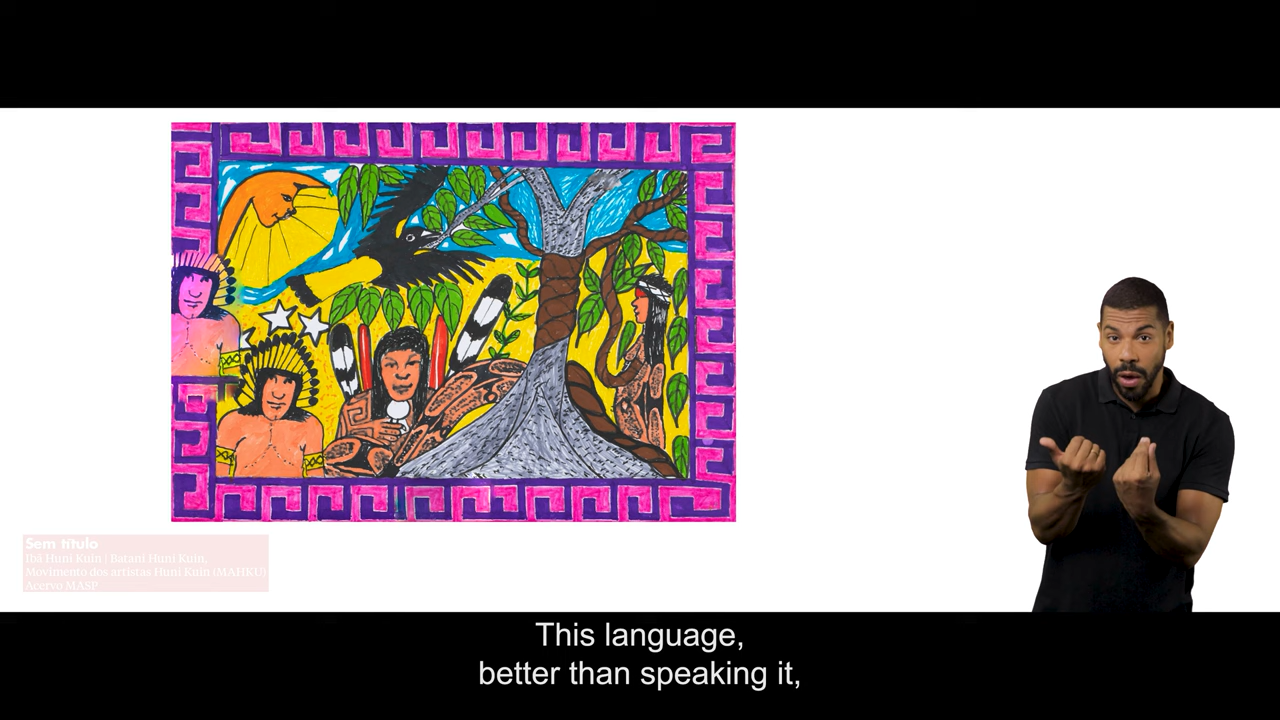 Sem título
Ibã Huni Kuin | Batani Huni Kuin,
Movimento dos artistas Huni Kuin (MAHKU)
Acervo MASP
This language,
better than speaking it,